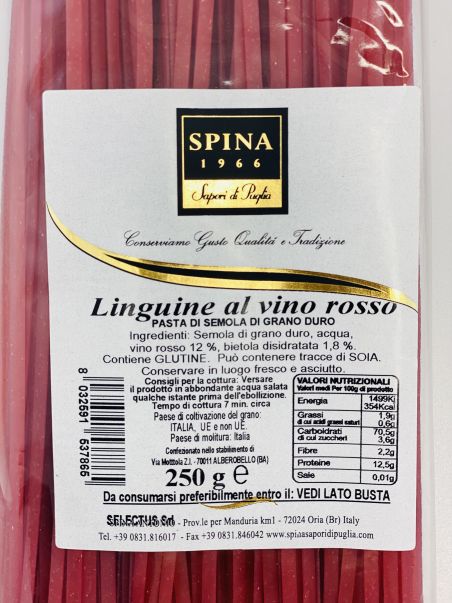 SPINA
1966
Sapori di Puglia
Conserviamo Gusto Qualitá e Tradizione
Linguine al vino rosso
PASTA DI SEMOLA DI GRANO DURO
Ingredienti: Semola di grano duro, acqua,
vino rosso 12 %, bietola disidratata 1,8 %.
Contiene GLUTINE. Può contenere tracce di SOIA.
Conservare in luogo fresco e asciutto.
Consigli per la cottura: Versare
il prodotto in abbondante acqua salata
qualche istante prima dell'ebollizione.
Tempo di cottura 7 min. circa
Paese di coltivazione del grano:
ITALIA, UE e non UE.
Paese di molitura: Italia
Confezionato nello stabilimento di
Via Mottola Z.I. - 70011 ALBEROBELLO (BA)
250 g e
VALORI NUTRIZIONALI
Valori medi Per 100g di prodotto
Energia 1499Kj
354Kcal
Grassi 1,9g
di cui acidi grassi saturi 0,6g
Carboidrati 70,5g
di cui zuccheri 3,6g
Fibre 2,2g
Proteine 12,5g
Sale 0,01g
8 032691 637866
Da consumarsi preferibilmente entro il: VEDI LATO BUSTA
SELECTUS Srl - Prov.le per Manduria km1 - 72024 Oria (Br) Italy
Tel. +39 0831.816017 - Fax +39 0831.846042 www.spinasaporidipuglia.com